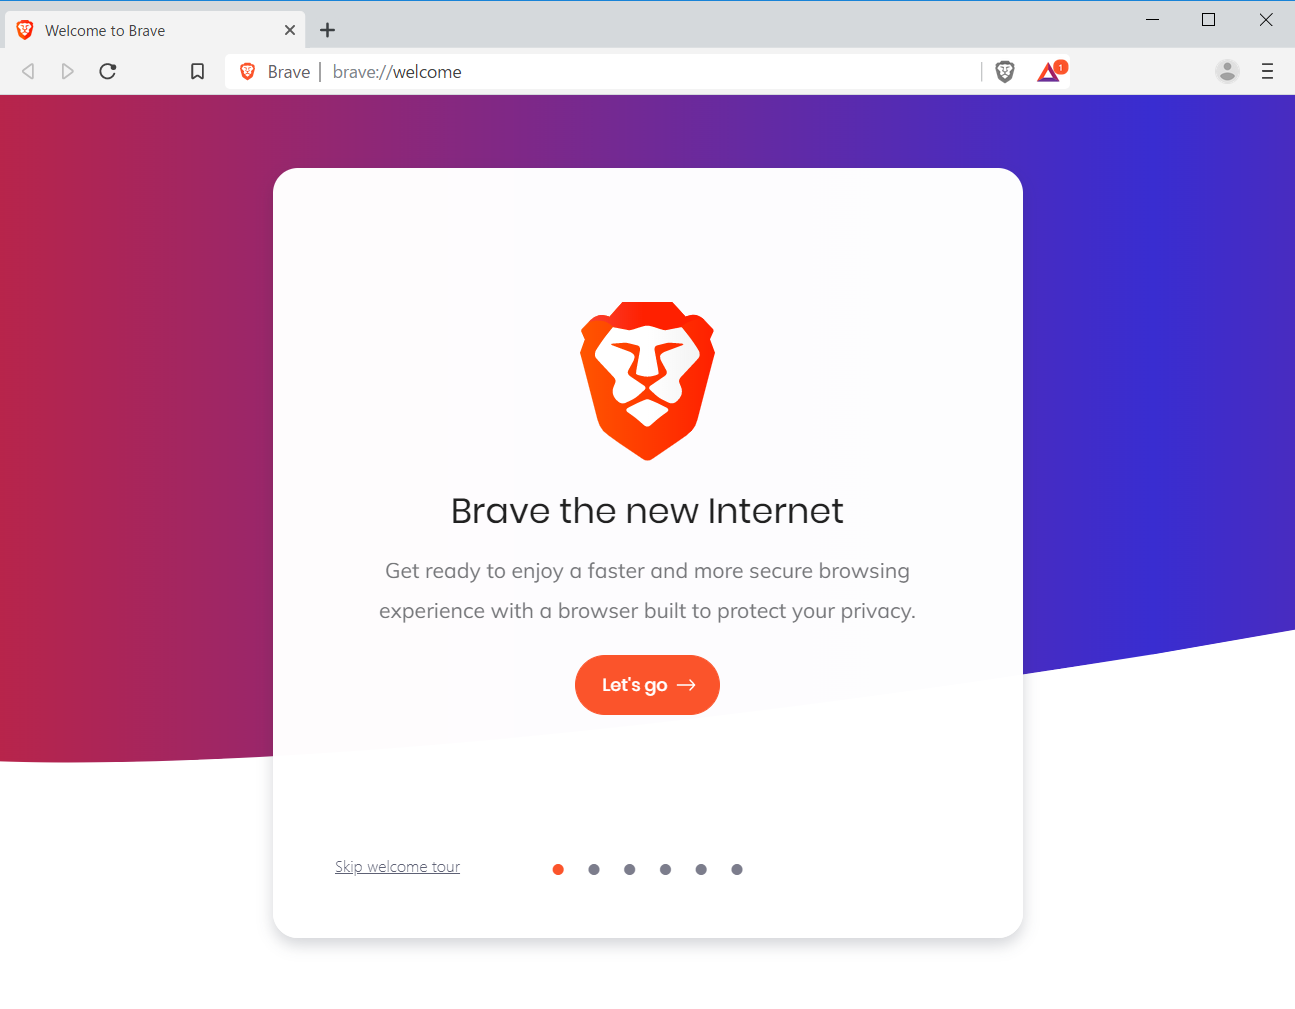 Welcome to Brave
Brave | brave://welcome
1
Brave the new Internet
Get ready to enjoy a faster and more secure browsing
experience with a browser built to protect your privacy.
Let's go →
Skip welcome tour